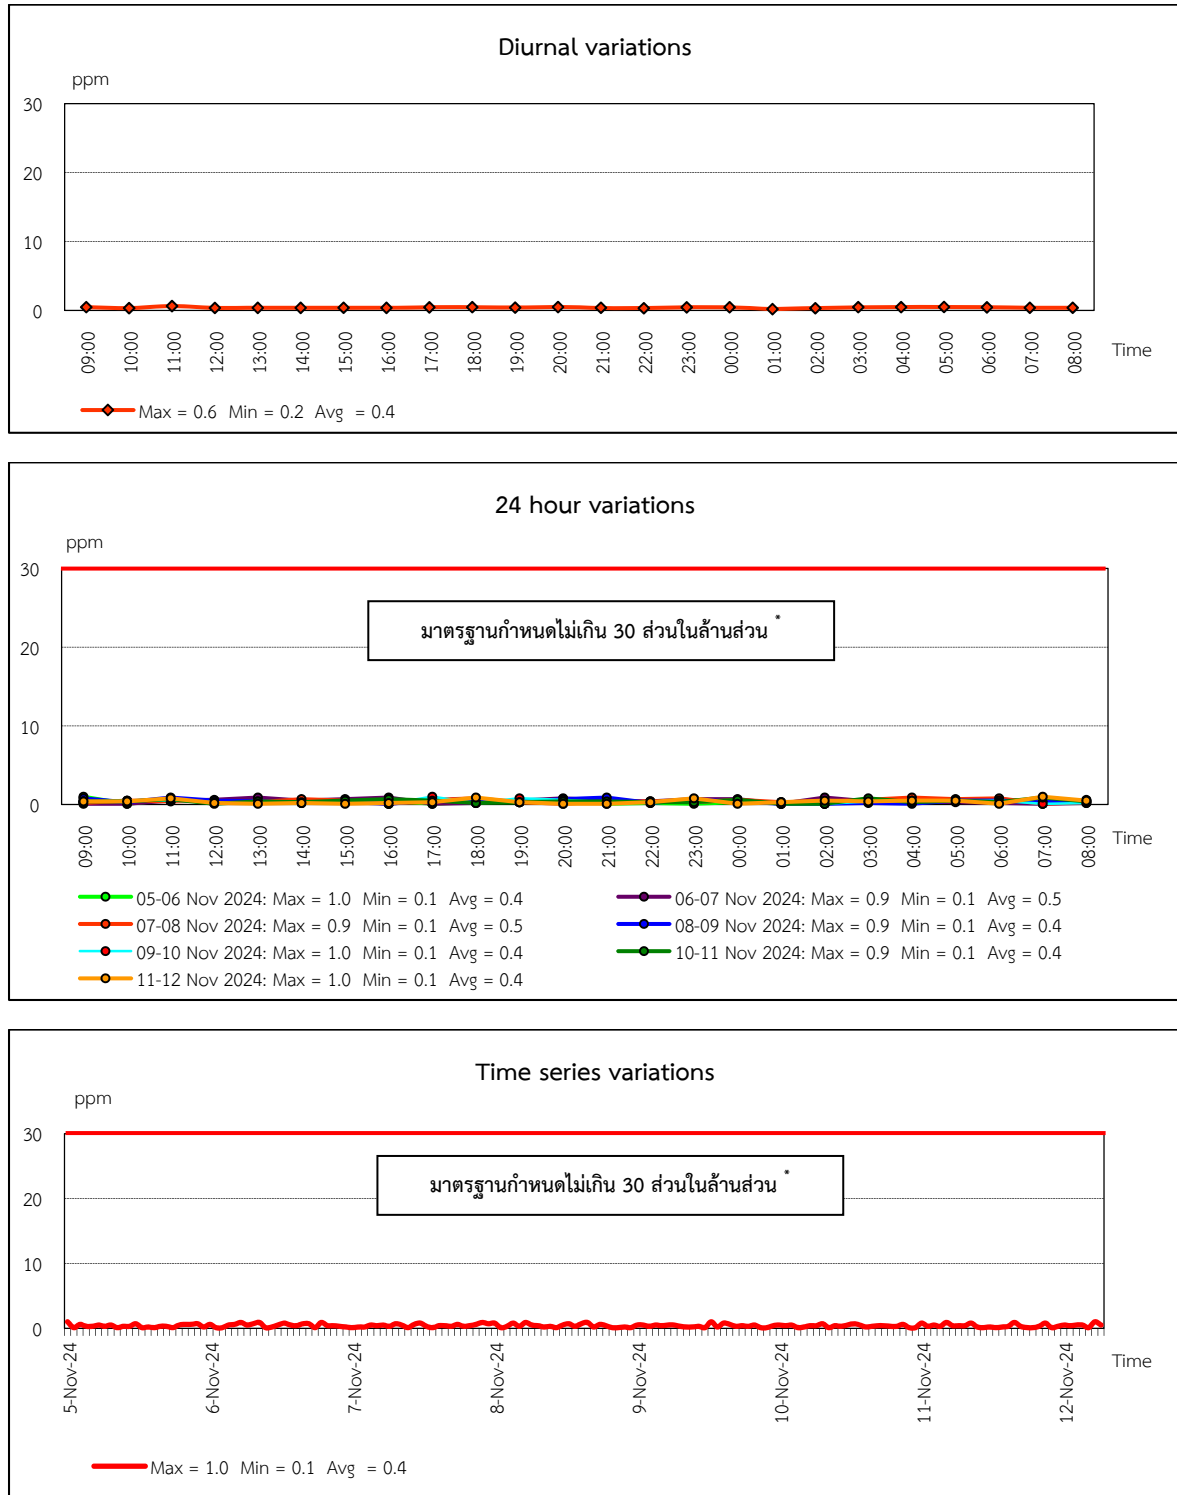 Diurnal variations
ppm
30
20
10
0
09:00 10:00 11:00 12:00 13:00 14:00 15:00 16:00 17:00 18:00 19:00 20:00 21:00 22:00 23:00 00:00 01:00 02:00 03:00 04:00 05:00 06:00 07:00 08:00
Time
Max = 0.6 Min = 0.2 Avg = 0.4
24 hour variations
ppm
30
มาตรฐานกำหนดไม่เกิน 30 ส่วนในล้านส่วน *
20
10
0
09:00 10:00 11:00 12:00 13:00 14:00 15:00 16:00 17:00 18:00 19:00 20:00 21:00 22:00 23:00 00:00 01:00 02:00 03:00 04:00 05:00 06:00 07:00 08:00
Time
05-06 Nov 2024: Max = 1.0 Min = 0.1 Avg = 0.4
06-07 Nov 2024: Max = 0.9 Min = 0.1 Avg = 0.5
07-08 Nov 2024: Max = 0.9 Min = 0.1 Avg = 0.5
08-09 Nov 2024: Max = 0.9 Min = 0.1 Avg = 0.4
09-10 Nov 2024: Max = 1.0 Min = 0.1 Avg = 0.4
10-11 Nov 2024: Max = 0.9 Min = 0.1 Avg = 0.4
11-12 Nov 2024: Max = 1.0 Min = 0.1 Avg = 0.4
Time series variations
ppm
30
มาตรฐานกำหนดไม่เกิน 30 ส่วนในล้านส่วน *
20
10
0
5-Nov-24 6-Nov-24 7-Nov-24 8-Nov-24 9-Nov-24 10-Nov-24 11-Nov-24 12-Nov-24
Time
Max = 1.0 Min = 0.1 Avg = 0.4